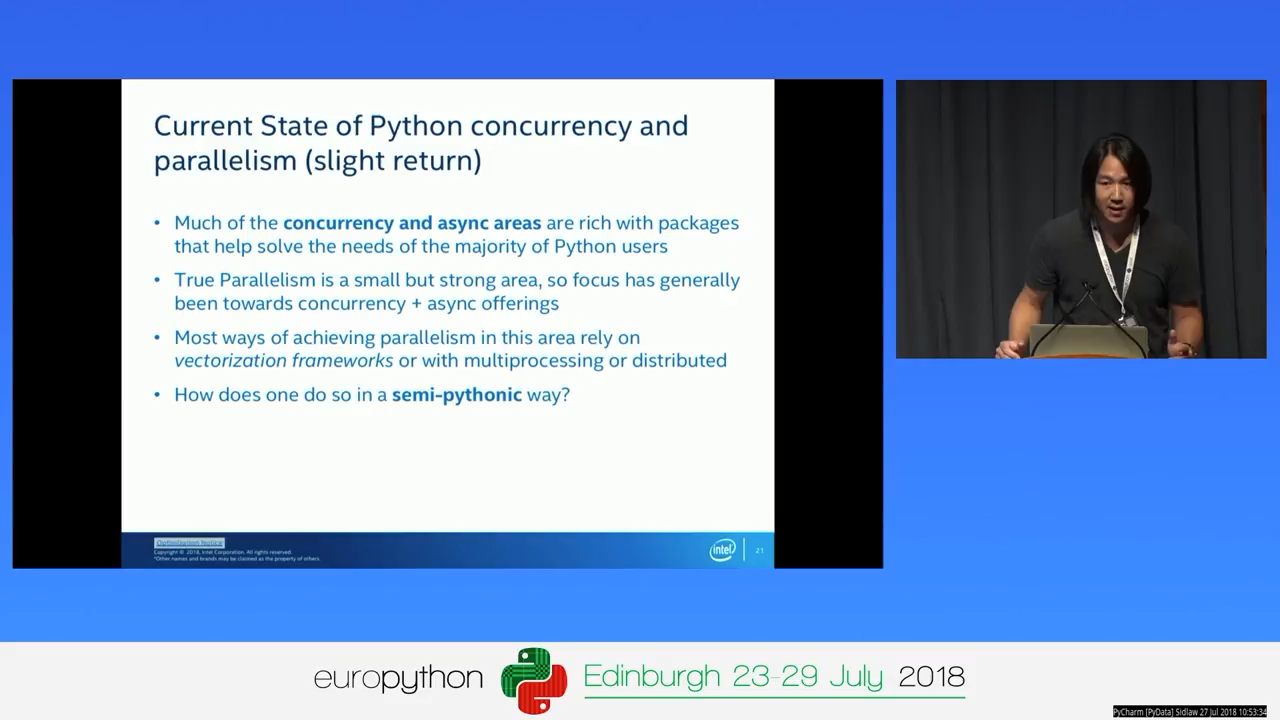 Current State of Python concurrency and
parallelism (slight return)
• Much of the concurrency and async areas are rich with packages
that help solve the needs of the majority of Python users
• True Parallelism is a small but strong area, so focus has generally
been towards concurrency + async offerings
• Most ways of achieving parallelism in this area rely on
vectorization frameworks or with multiprocessing or distributed
• How does one do so in a semi-pythonic way?
Optimization Notice
Copyright © 2018, Intel Corporation. All rights reserved.
*Other names and brands may be claimed as the property of others.
intel
21
europython
Edinburgh 23-29 July 2018
PyCharm [PyData] Sidlaw 27 Jul 2018 10:53:34